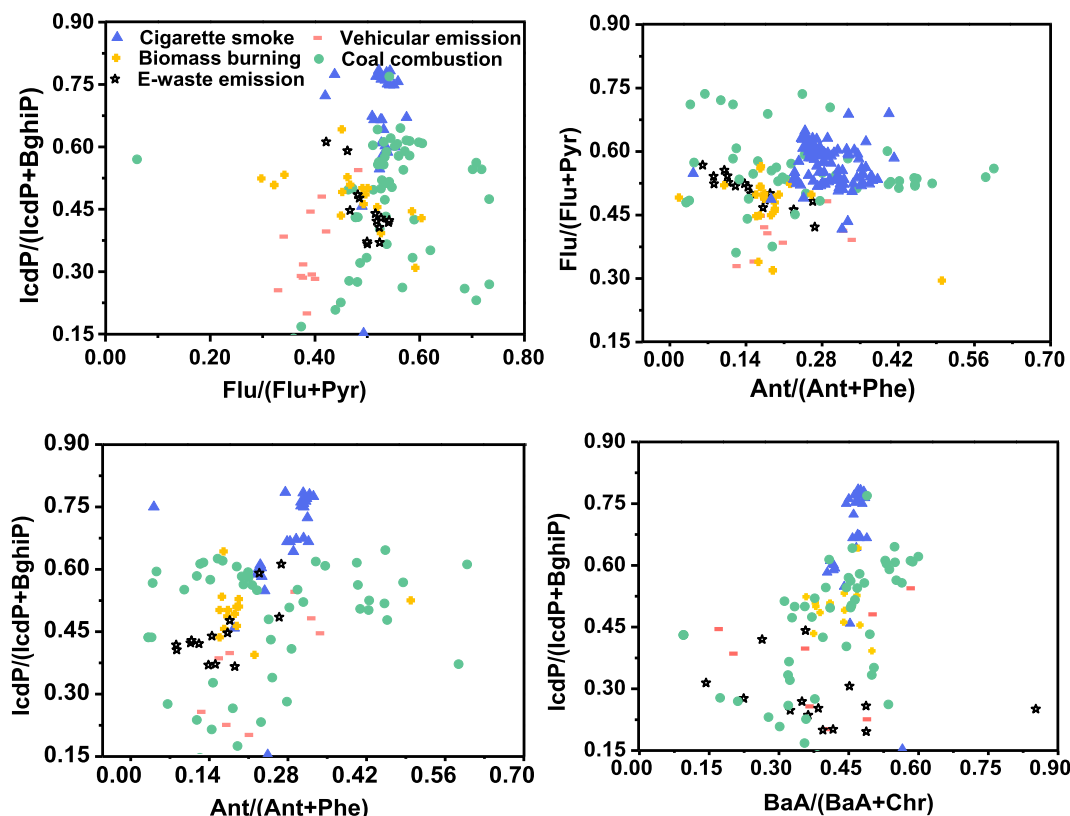 0.90
0.75
0.60
0.45
0.30
0.15
IcdP/(IcdP+BghiP)
Cigarette smoke
Vehicular emission
Biomass burning
Coal combustion
E-waste emission
0.00 0.20 0.40 0.60 0.80
Flu/(Flu+Pyr)
0.90
0.75
0.60
0.45
0.30
0.15
Flu/(Flu+Pyr)
0.00 0.14 0.28 0.42 0.56 0.70
Ant/(Ant+Phe)
0.90
0.75
0.60
0.45
0.30
0.15
IcdP/(IcdP+BghiP)
0.00 0.14 0.28 0.42 0.56 0.70
Ant/(Ant+Phe)
0.90
0.75
0.60
0.45
0.30
0.15
IcdP/(IcdP+BghiP)
0.00 0.15 0.30 0.45 0.60 0.75 0.90
BaA/(BaA+Chr)